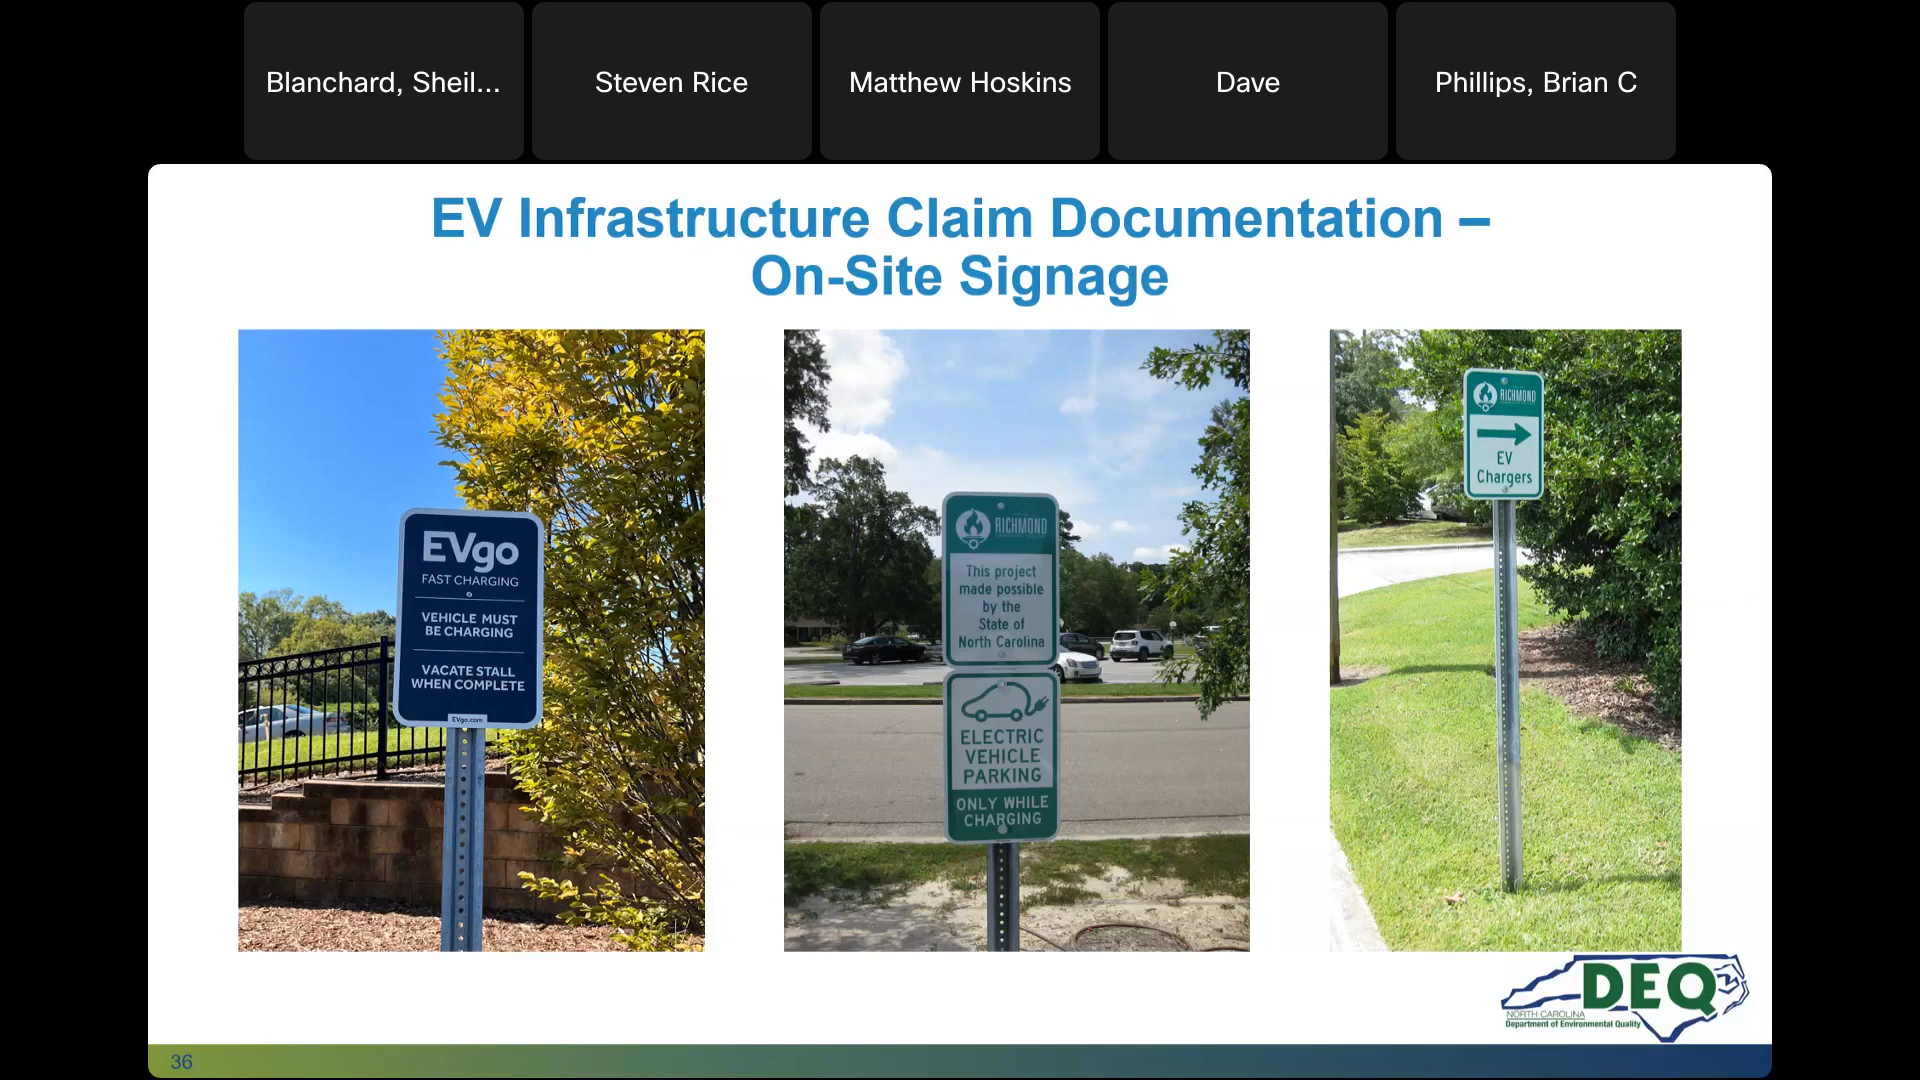 Blanchard, Sheil...
Steven Rice
Matthew Hoskins
Dave
Phillips, Brian C
EV Infrastructure Claim Documentation –
On-Site Signage
EVgo
FAST CHARGING
VEHICLE MUST
BE CHARGING
VACATE STALL
WHEN COMPLETE
EVgo.com
RICHMOND
This project
made possible
by the
State of
North Carolina
ELECTRIC
VEHICLE
PARKING
ONLY WHILE
CHARGING
RICHMOND
EV
Chargers
DEQ
NORTH CAROLINA
Department of Environmental Quality
36